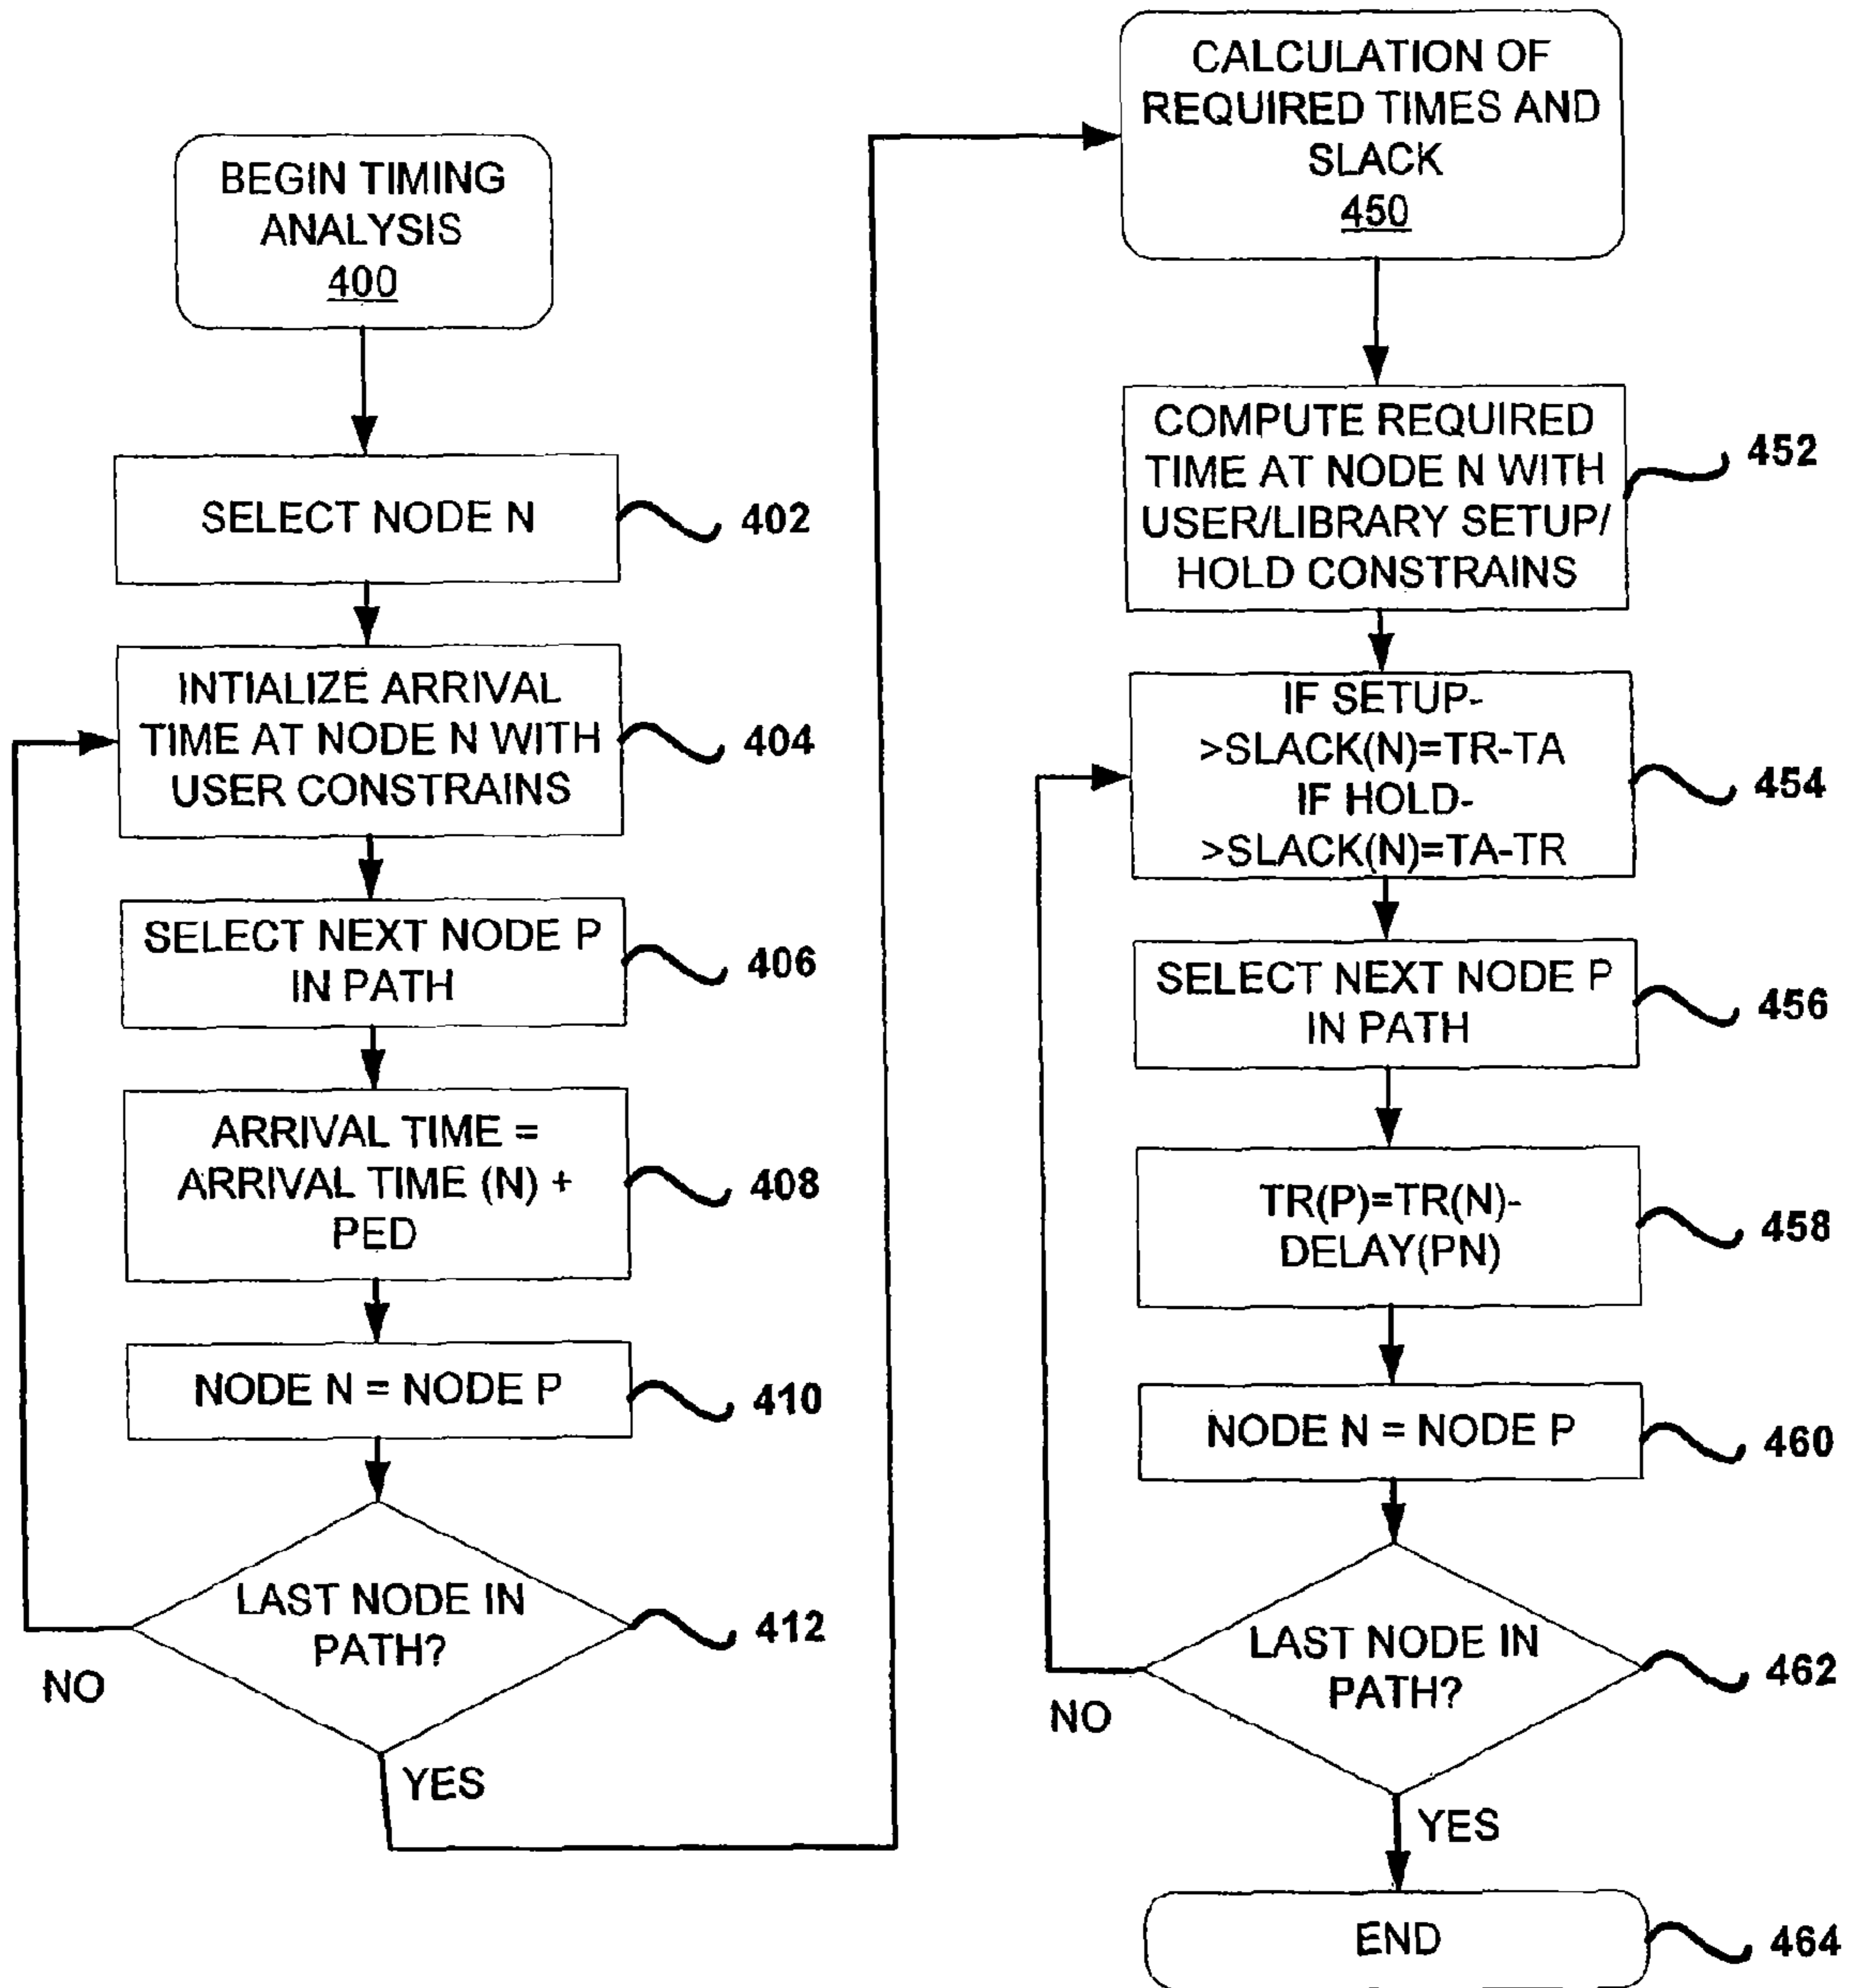 BEGIN TIMING
ANALYSIS
400
SELECT NODE N
402
INTIALIZE ARRIVAL
TIME AT NODE N WITH
USER CONSTRAINS
404
SELECT NEXT NODE P
IN PATH
406
ARRIVAL TIME =
ARRIVAL TIME (N) +
PED
408
NODE N = NODE P
410
LAST NODE IN
PATH?
412
NO
YES
CALCULATION OF
REQUIRED TIMES AND
SLACK
450
COMPUTE REQUIRED
TIME AT NODE N WITH
USER/LIBRARY SETUP/
HOLD CONSTRAINS
452
IF SETUP-
>SLACK(N)=TR-TA
IF HOLD-
>SLACK(N)=TA-TR
454
SELECT NEXT NODE P
IN PATH
456
TR(P)=TR(N)-
DELAY(PN)
458
NODE N = NODE P
460
LAST NODE IN
PATH?
462
NO
YES
END
464